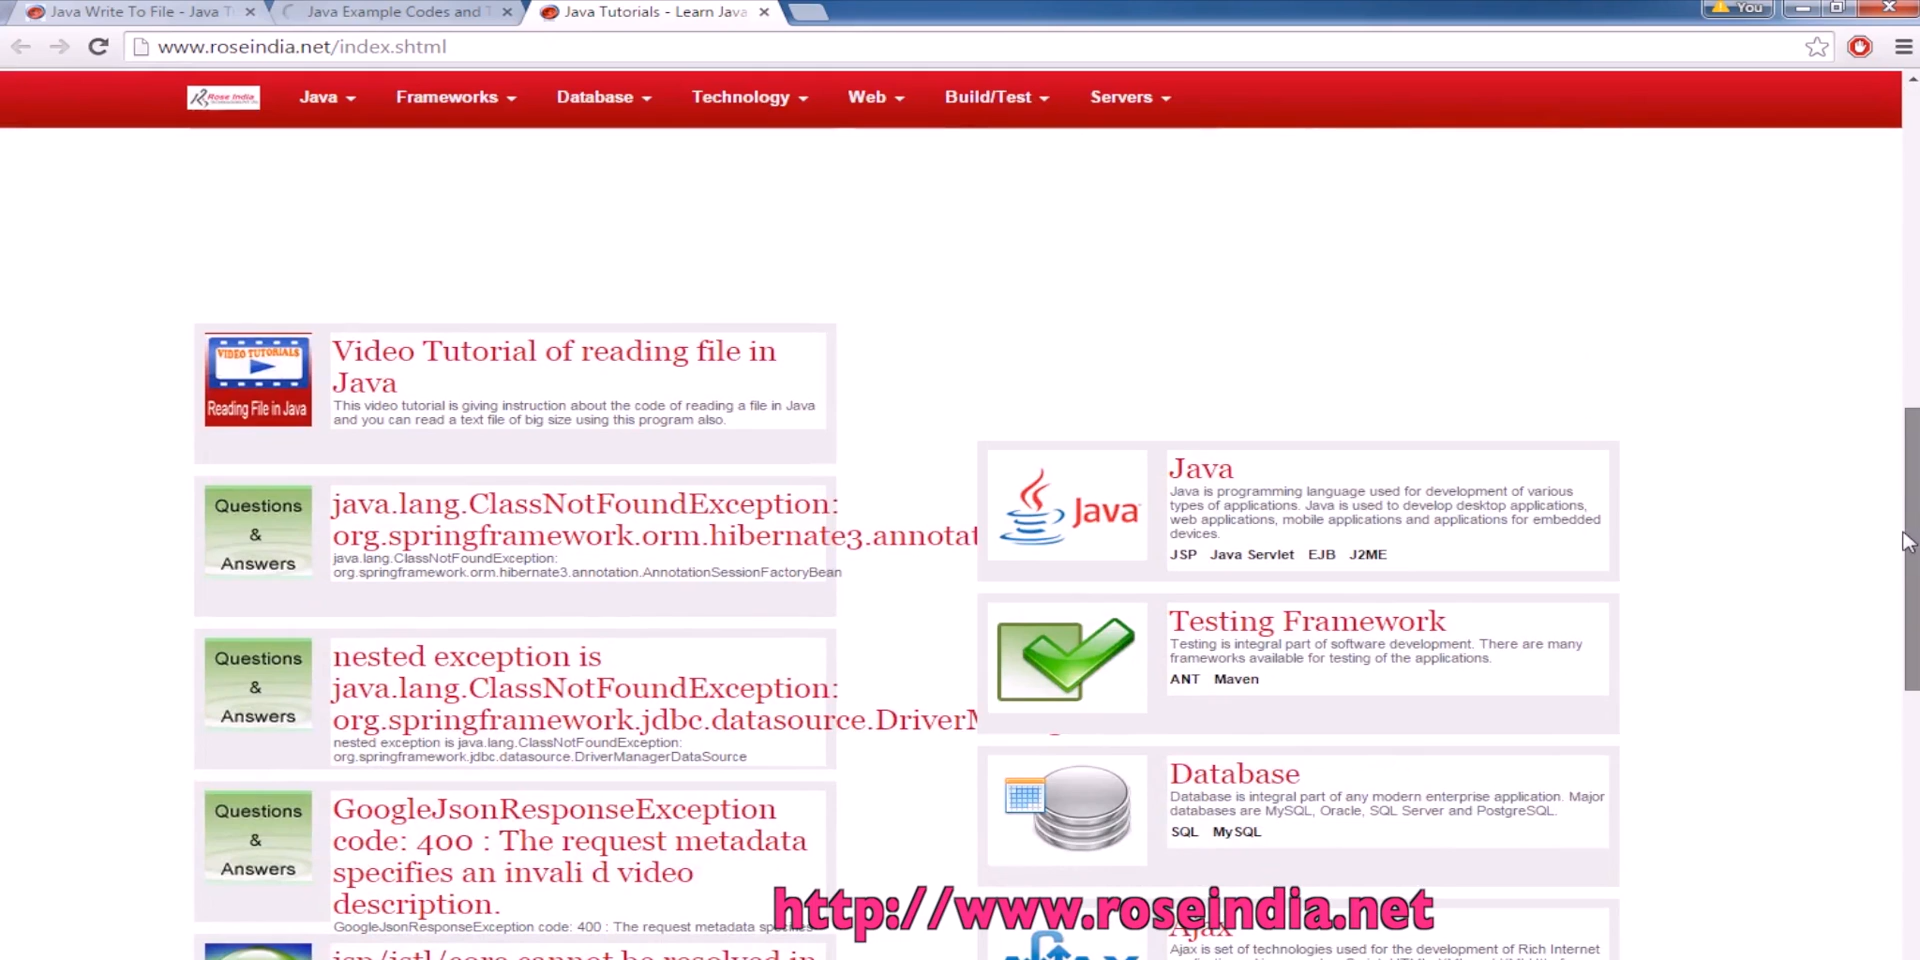 Java Write To File - Java T
Java Example Codes and T
Java Tutorials - Learn Java
You
www.roseindia.net/index.shtml
Rose India
Java
Frameworks
Database
Technology
Web
Build/Test
Servers
VIDEO TUTORIALS
Reading File in Java
Video Tutorial of reading file in
Java
This video tutorial is giving instruction about the code of reading a file in Java
and you can read a text file of big size using this program also.
Questions
&
Answers
java.lang.ClassNotFoundException:
org.springframework.orm.hibernate3.annotat
java.lang.ClassNotFoundException:
org.springframework.orm.hibernate3.annotation.AnnotationSessionFactoryBean
Questions
&
Answers
nested exception is
java.lang.ClassNotFoundException:
org.springframework.jdbc.datasource.DriverM
nested exception is java.lang.ClassNotFoundException:
org.springframework.jdbc.datasource.DriverManagerDataSource
Questions
&
Answers
GoogleJsonResponseException
code: 400 : The request metadata
specifies an invali d video
description.
GoogleJsonResponseException code: 400 : The request metadata specifies
jsp/jstl/core cannot be resolved in
Java
Java
Java is programming language used for development of various
types of applications. Java is used to develop desktop applications,
web applications, mobile applications and applications for embedded
devices.
JSP Java Servlet EJB J2ME
Testing Framework
Testing is integral part of software development. There are many
frameworks available for testing of the applications.
ANT Maven
Database
Database is integral part of any modern enterprise application. Major
databases are MySQL, Oracle, SQL Server and PostgreSQL.
SQL MySQL
Ajax
Ajax is set of technologies used for the development of Rich Internet
http://www.roseindia.net